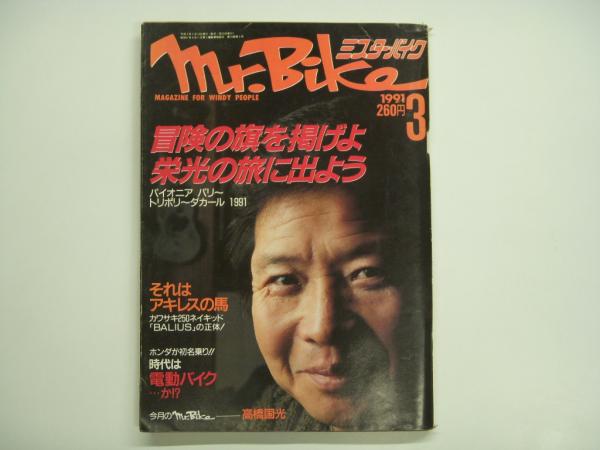 Mr.Bike
ミスター・バイク
MAGAZINE FOR WINDY PEOPLE
1991
260円
3
冒険の旗を掲げよ
栄光の旅に出よう
パイオニア パリ〜
トリポリ〜ダカール 1991
それは
アキレスの馬
カワサキ250ネイキッド
「BALIUS」の正体!
ホンダが初名乗り!!
時代は
電動バイク
…か!?
今月のMr.Bike 高橋国光